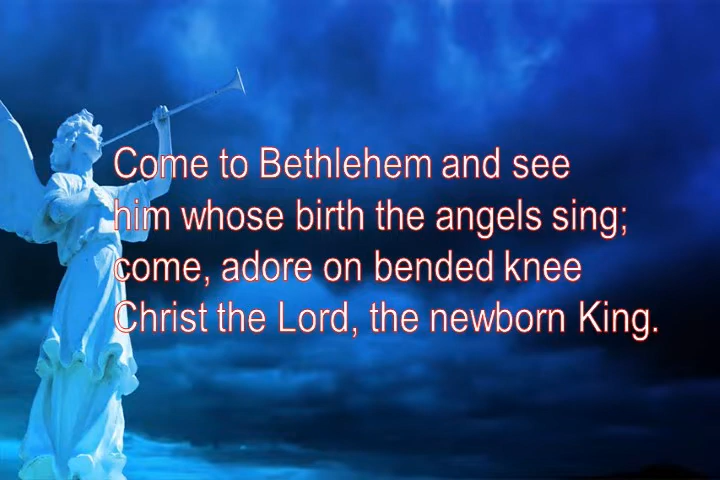 Come to Bethlehem and see
him whose birth the angels sing;
come, adore on bended knee
Christ the Lord, the newborn King.